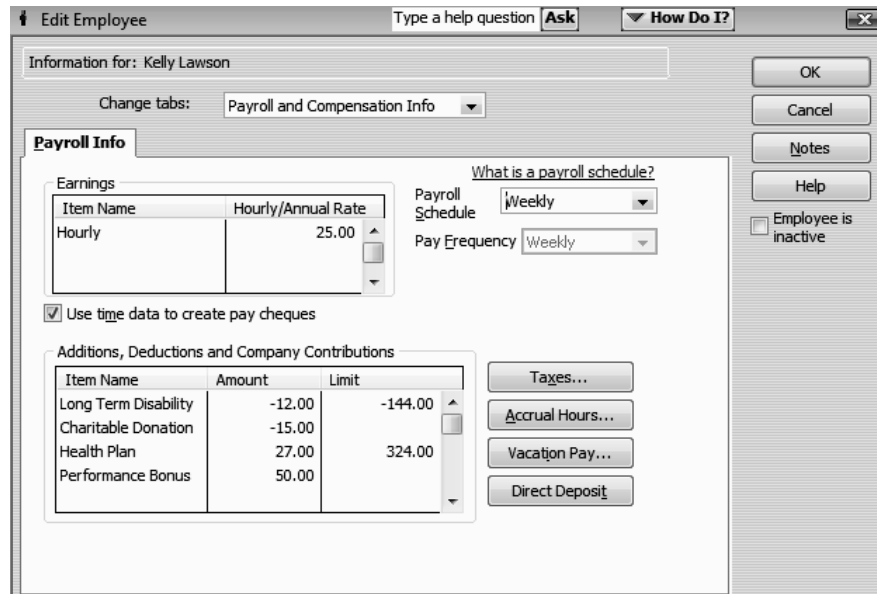 Edit Employee Type a help question Ask How Do I?
Information for: Kelly Lawson
OK
Change tabs: Payroll and Compensation Info
Cancel
Payroll Info
Notes
What is a payroll schedule?
Help
Earnings
Payroll Schedule Weekly
Item Name Hourly/Annual Rate
Employee is inactive
Hourly 25.00
Pay Frequency Weekly
Use time data to create pay cheques
Additions, Deductions and Company Contributions
Item Name Amount Limit
Taxes...
Long Term Disability -12.00 -144.00
Accrual Hours...
Charitable Donation -15.00
Health Plan 27.00 324.00
Vacation Pay...
Performance Bonus 50.00
Direct Deposit